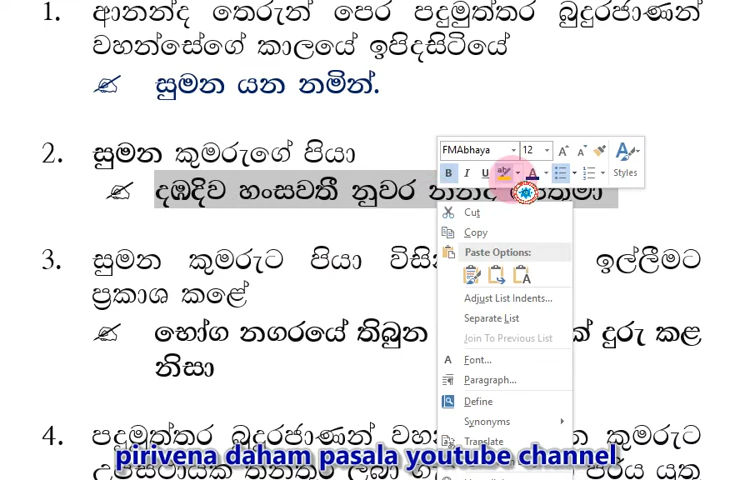 1. ආනන්ද තෙරුන් පෙර පදුමුත්තර බුදුරජාණන්
වහන්සේගේ කාලයේ ඉපිදසිටියේ
සුමන යන නමින්.
2. සුමන කුමරුගේ පියා
දඹදිව හංසවතී නුවර
FMAbhaya 12
B I U
Styles
Cut
Copy
Paste Options:
Adjust List Indents...
Separate List
Join To Previous List
Font...
Paragraph...
Define
Synonyms
Translate
3. සුමන කුමරුට පියා ඉල්ලීමට
ප්‍රකාශ කළේ
භෝග නගරයේ තිබුන දුරු කළ
නිසා
4. පදුමුත්තර බුදුරජාණන් කුමරුට
pirivena daham pasala youtube channel